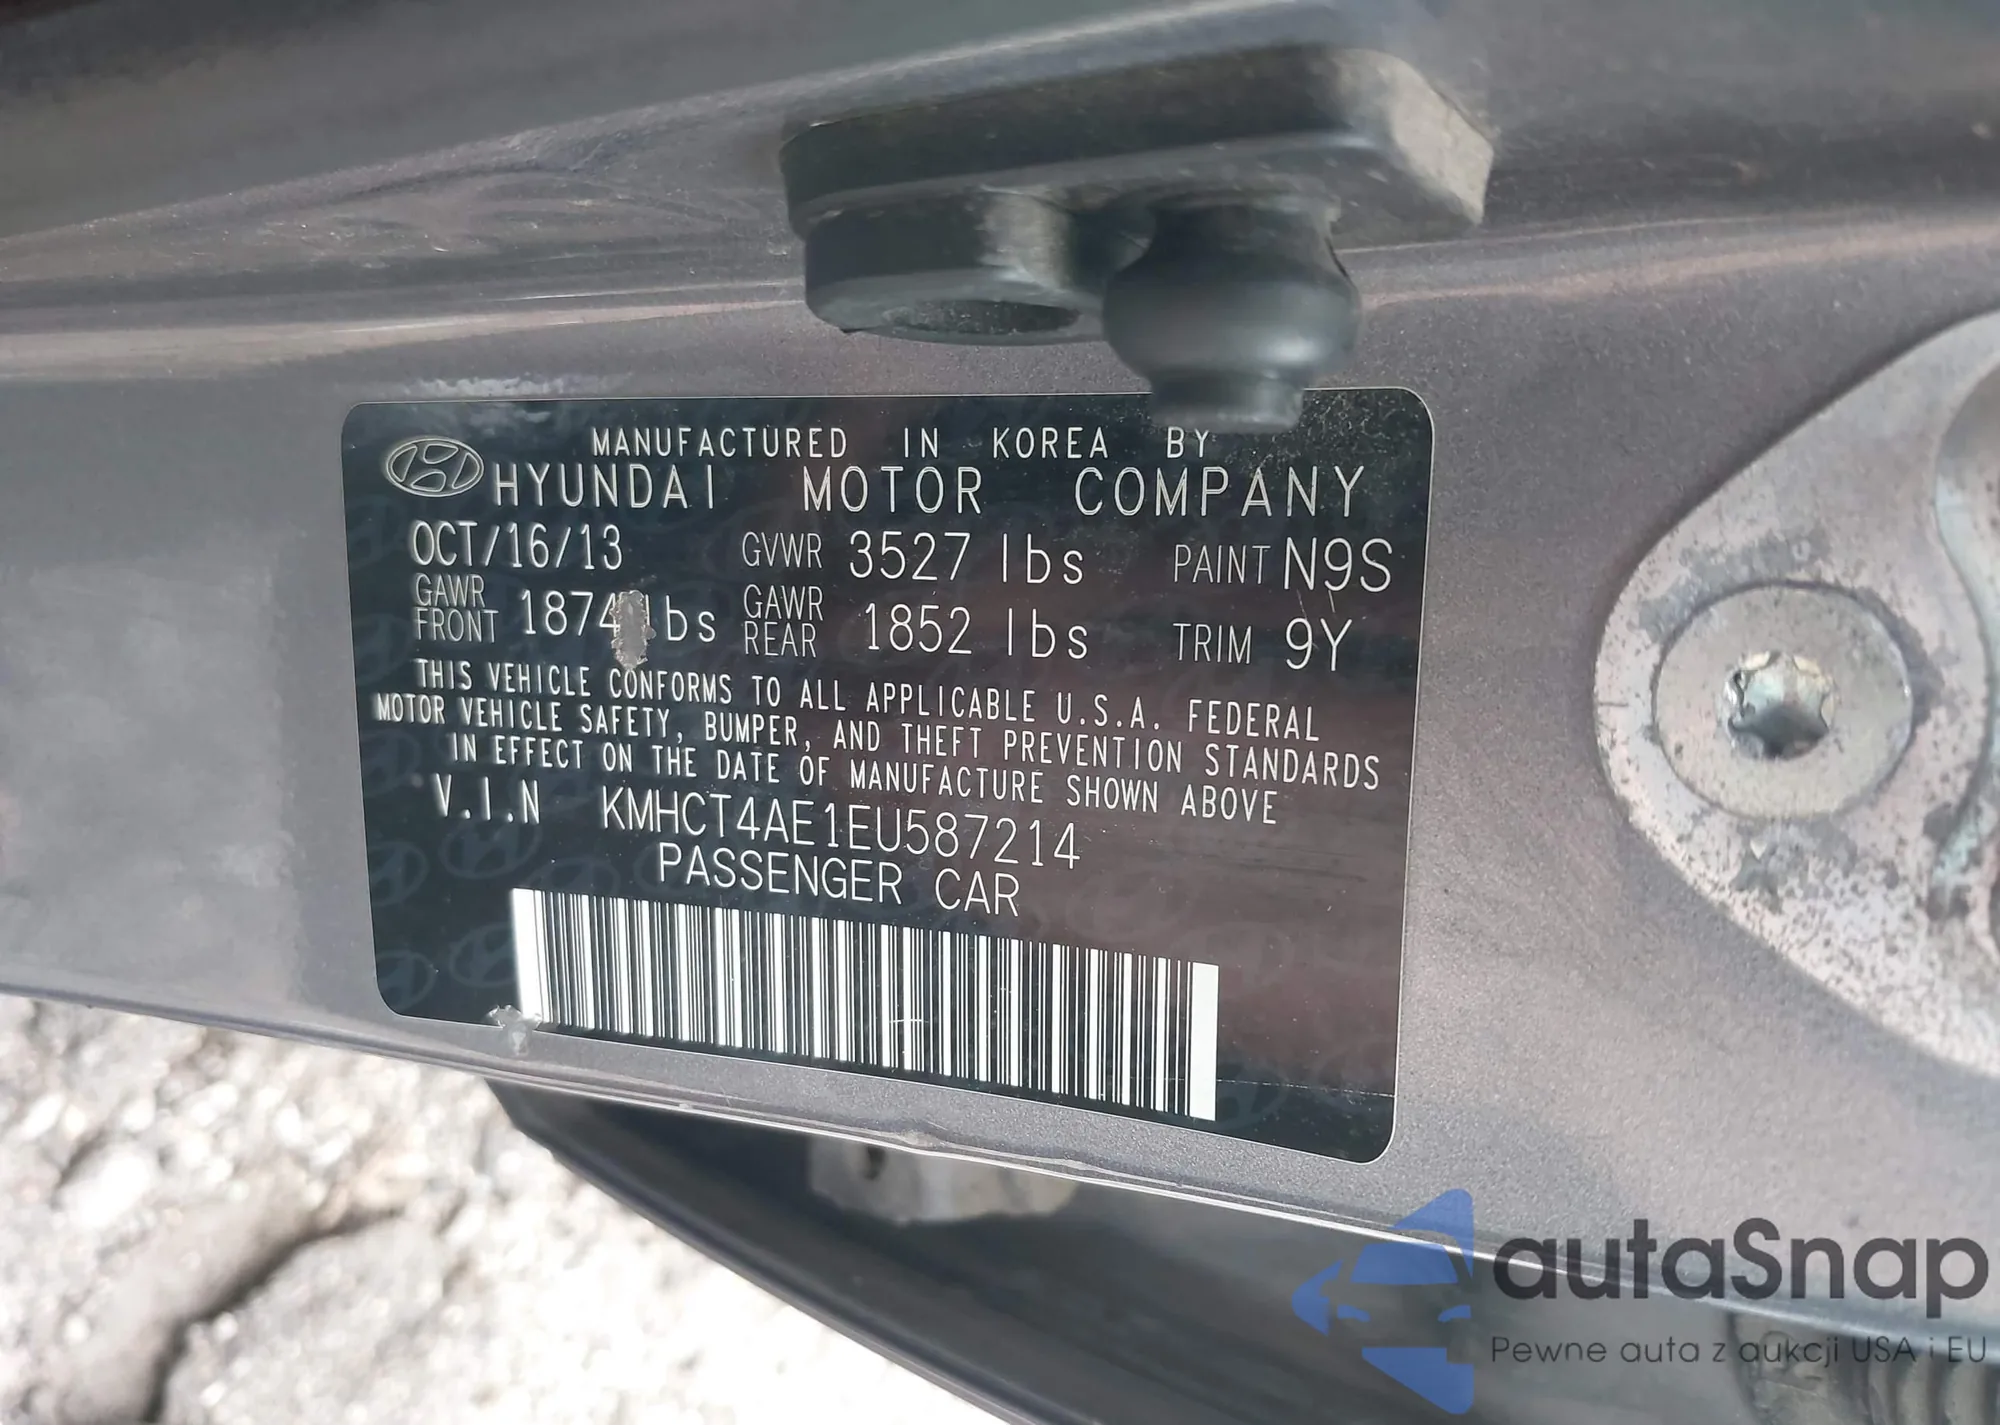 MANUFACTURED IN KOREA BY
HYUNDAI MOTOR COMPANY
OCT/16/13 GVWR 3527 lbs PAINT N9S
GAWR FRONT 1874 lbs GAWR REAR 1852 lbs TRIM 9Y
THIS VEHICLE CONFORMS TO ALL APPLICABLE U.S.A. FEDERAL
MOTOR VEHICLE SAFETY, BUMPER, AND THEFT PREVENTION STANDARDS
IN EFFECT ON THE DATE OF MANUFACTURE SHOWN ABOVE
V.I.N KMHCT4AE1EU587214
PASSENGER CAR
autaSnap
Pewne auta z aukcji USA i EU